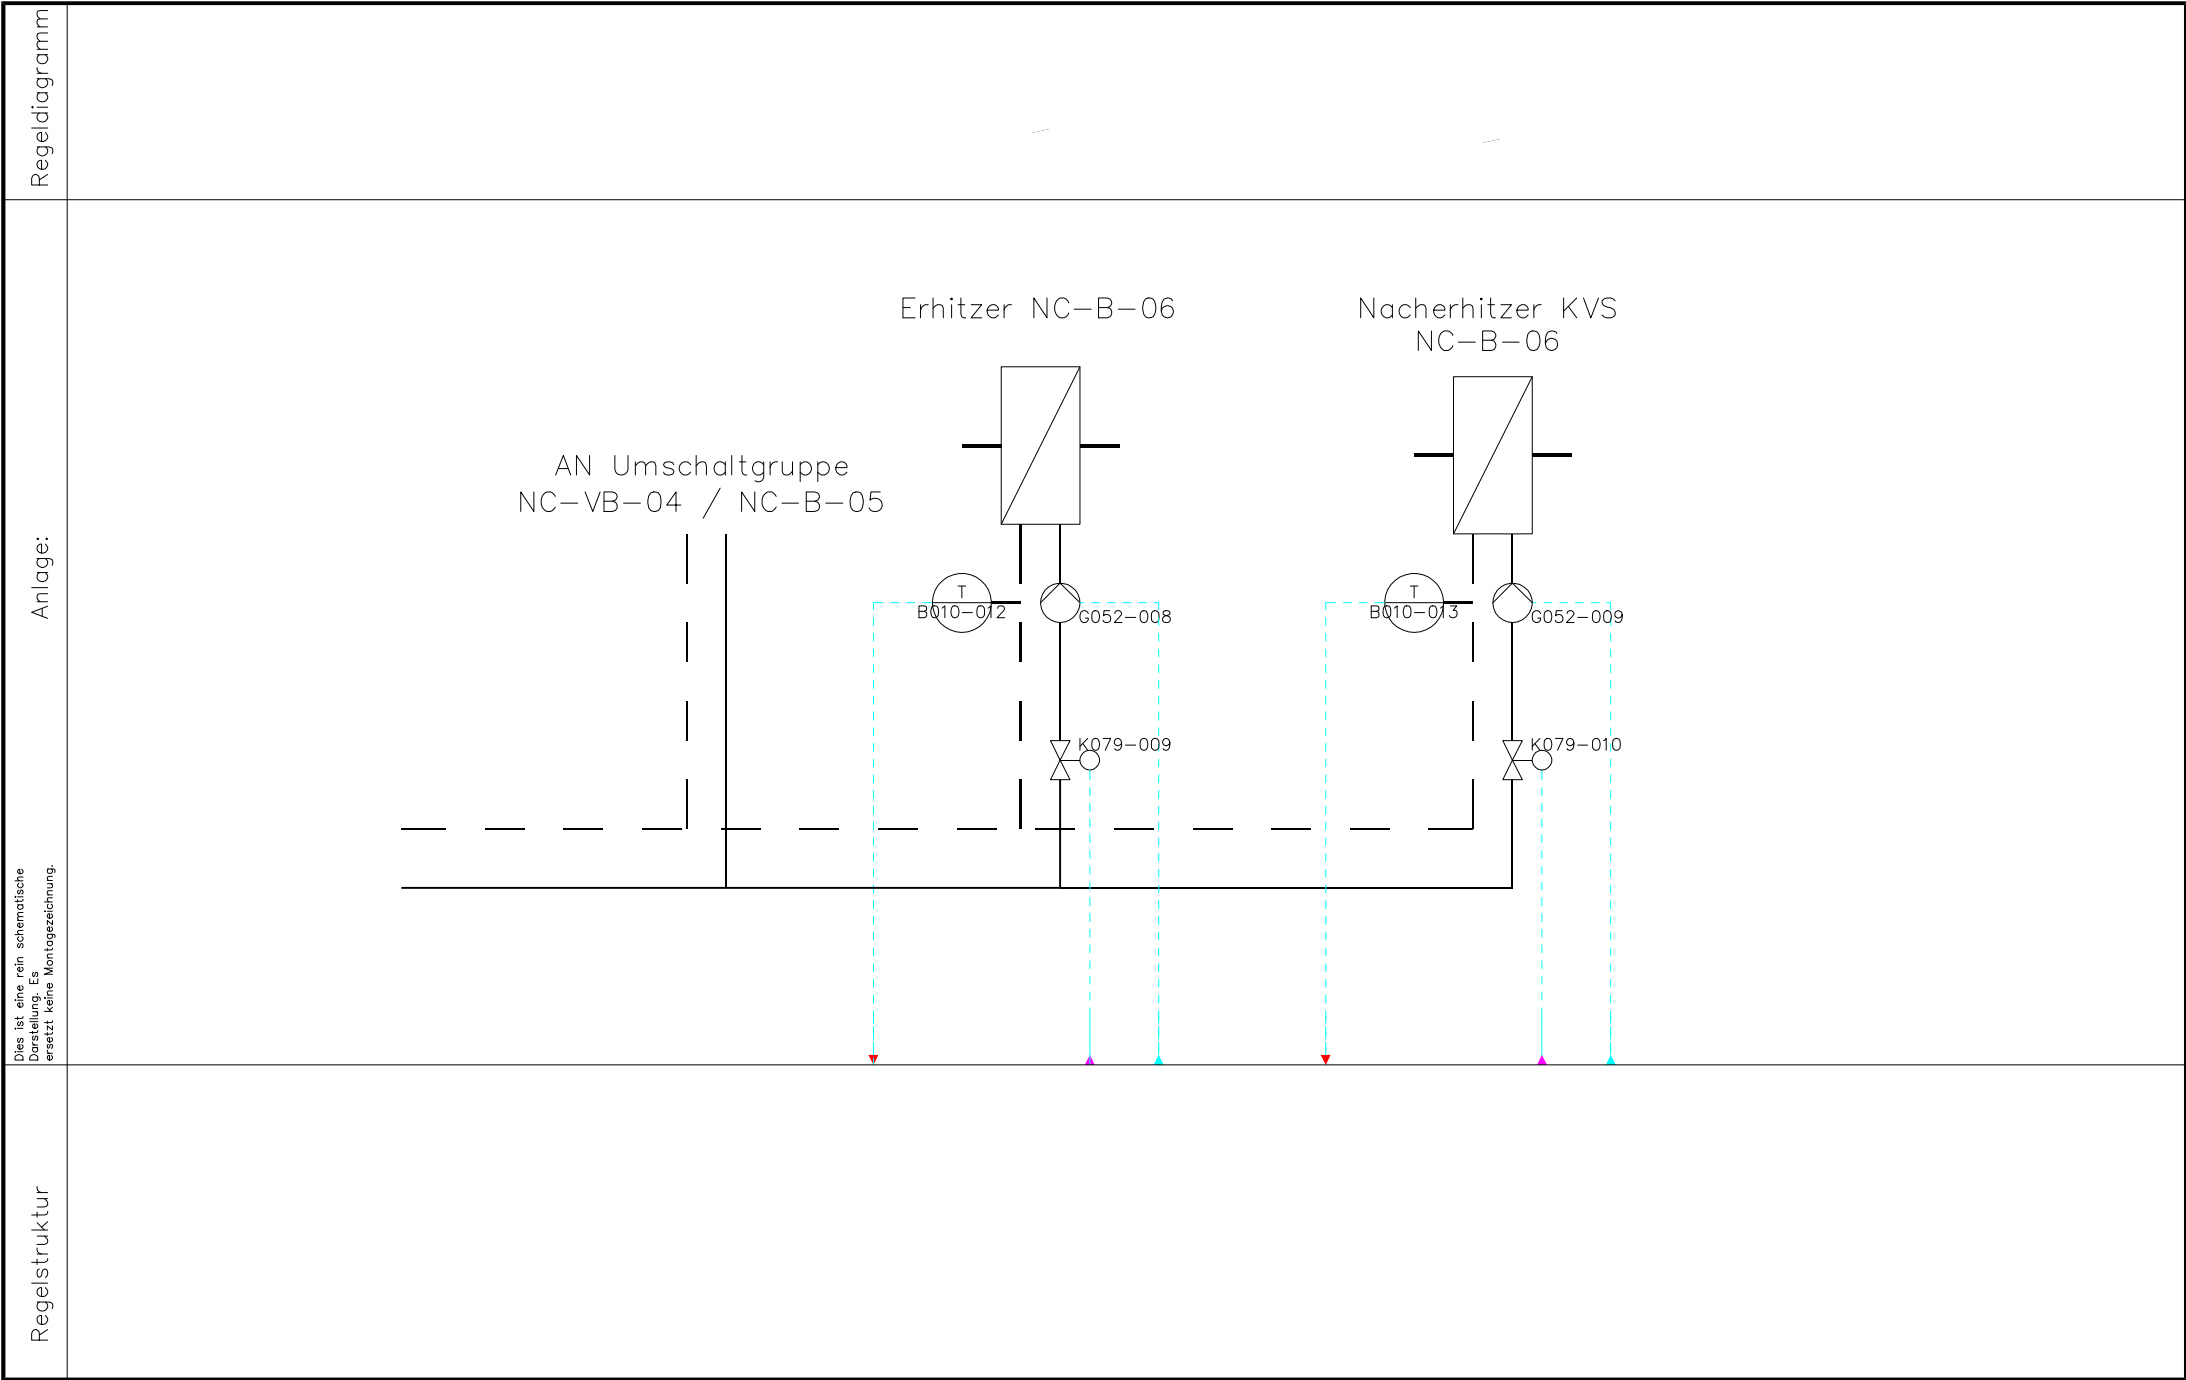 Regeldiagramm
Erhitzer NC-B-06
Nacherhitzer KVS
NC-B-06
AN Umschaltgruppe
NC-VB-04 / NC-B-05
Anlage:
T
B010-012
G052-008
T
B010-013
G052-009
K079-009
K079-010
Dies ist eine rein schematische
Darstellung. Es
ersetzt keine Montagezeichnung.
Regelstruktur